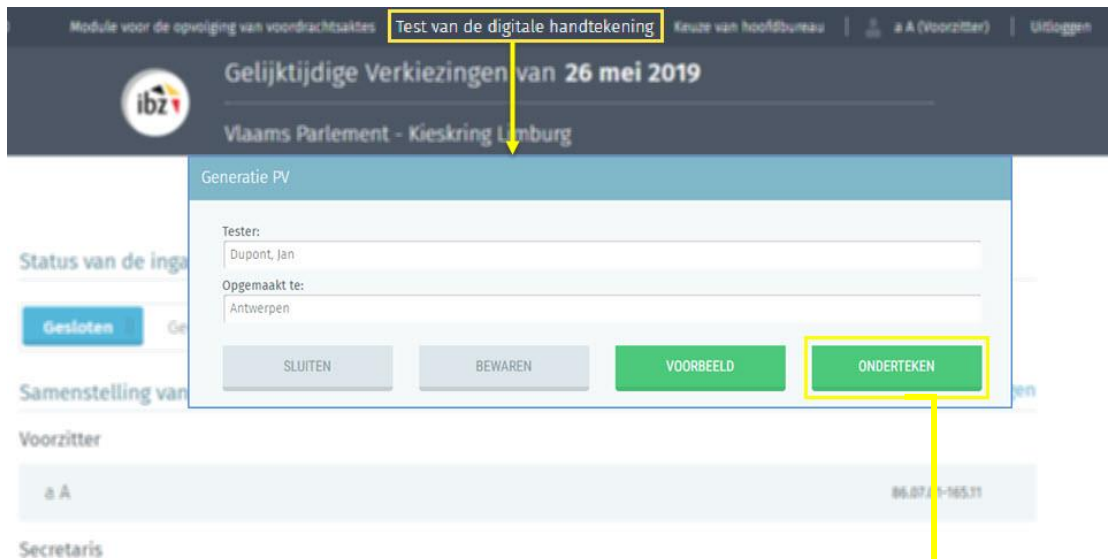 Module voor de opvolging van voordrachtsaktes Test van de digitale handtekening Keuze van hoofdbureau a A (Voorzitter) Uitloggen
ibz
Gelijktijdige Verkiezingen van 26 mei 2019
Vlaams Parlement - Kieskring Limburg
Generatie PV
Tester:
Dupont, Jan
Status van de inga
Opgemaakt te:
Antwerpen
Gesloten Ge
SLUITEN BEWAREN VOORBEELD ONDERTEKEN
Samenstelling van gen
Voorzitter
a A
Secretaris